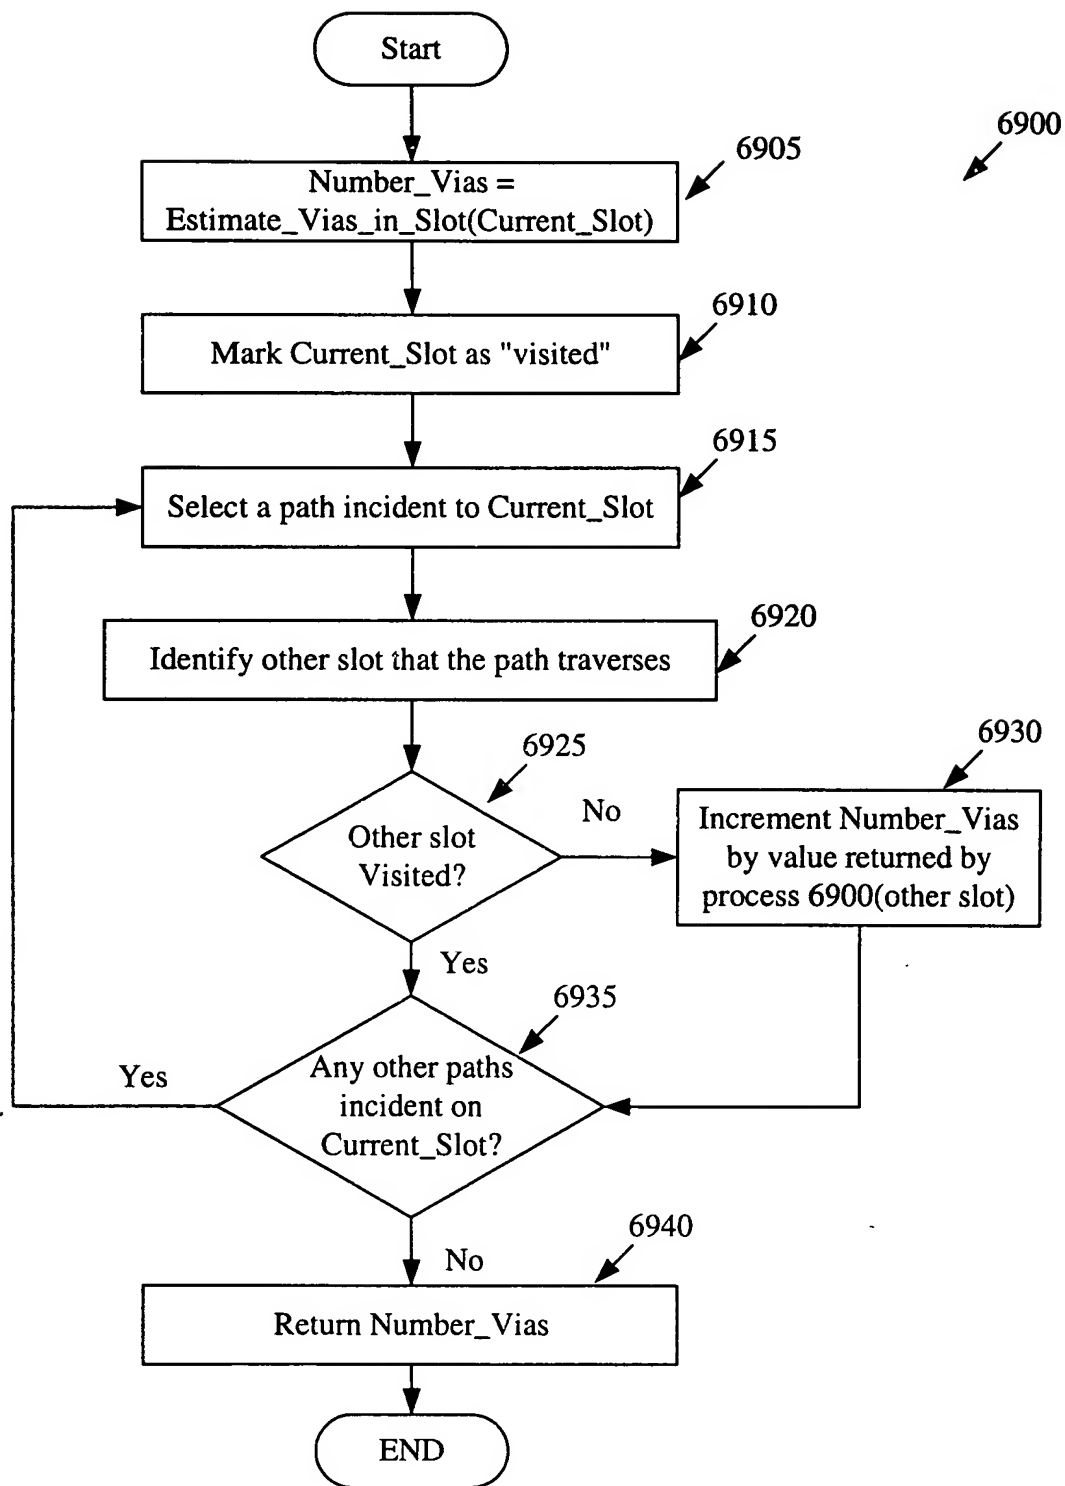 Start
6900
6905
Number_Vias =
Estimate_Vias_in_Slot(Current_Slot)
6910
Mark Current_Slot as "visited"
6915
Select a path incident to Current_Slot
6920
Identify other slot that the path traverses
6925
Other slot
Visited?
No
6930
Increment Number_Vias
by value returned by
process 6900(other slot)
Yes
6935
Any other paths
incident on
Current_Slot?
Yes
No
6940
Return Number_Vias
END